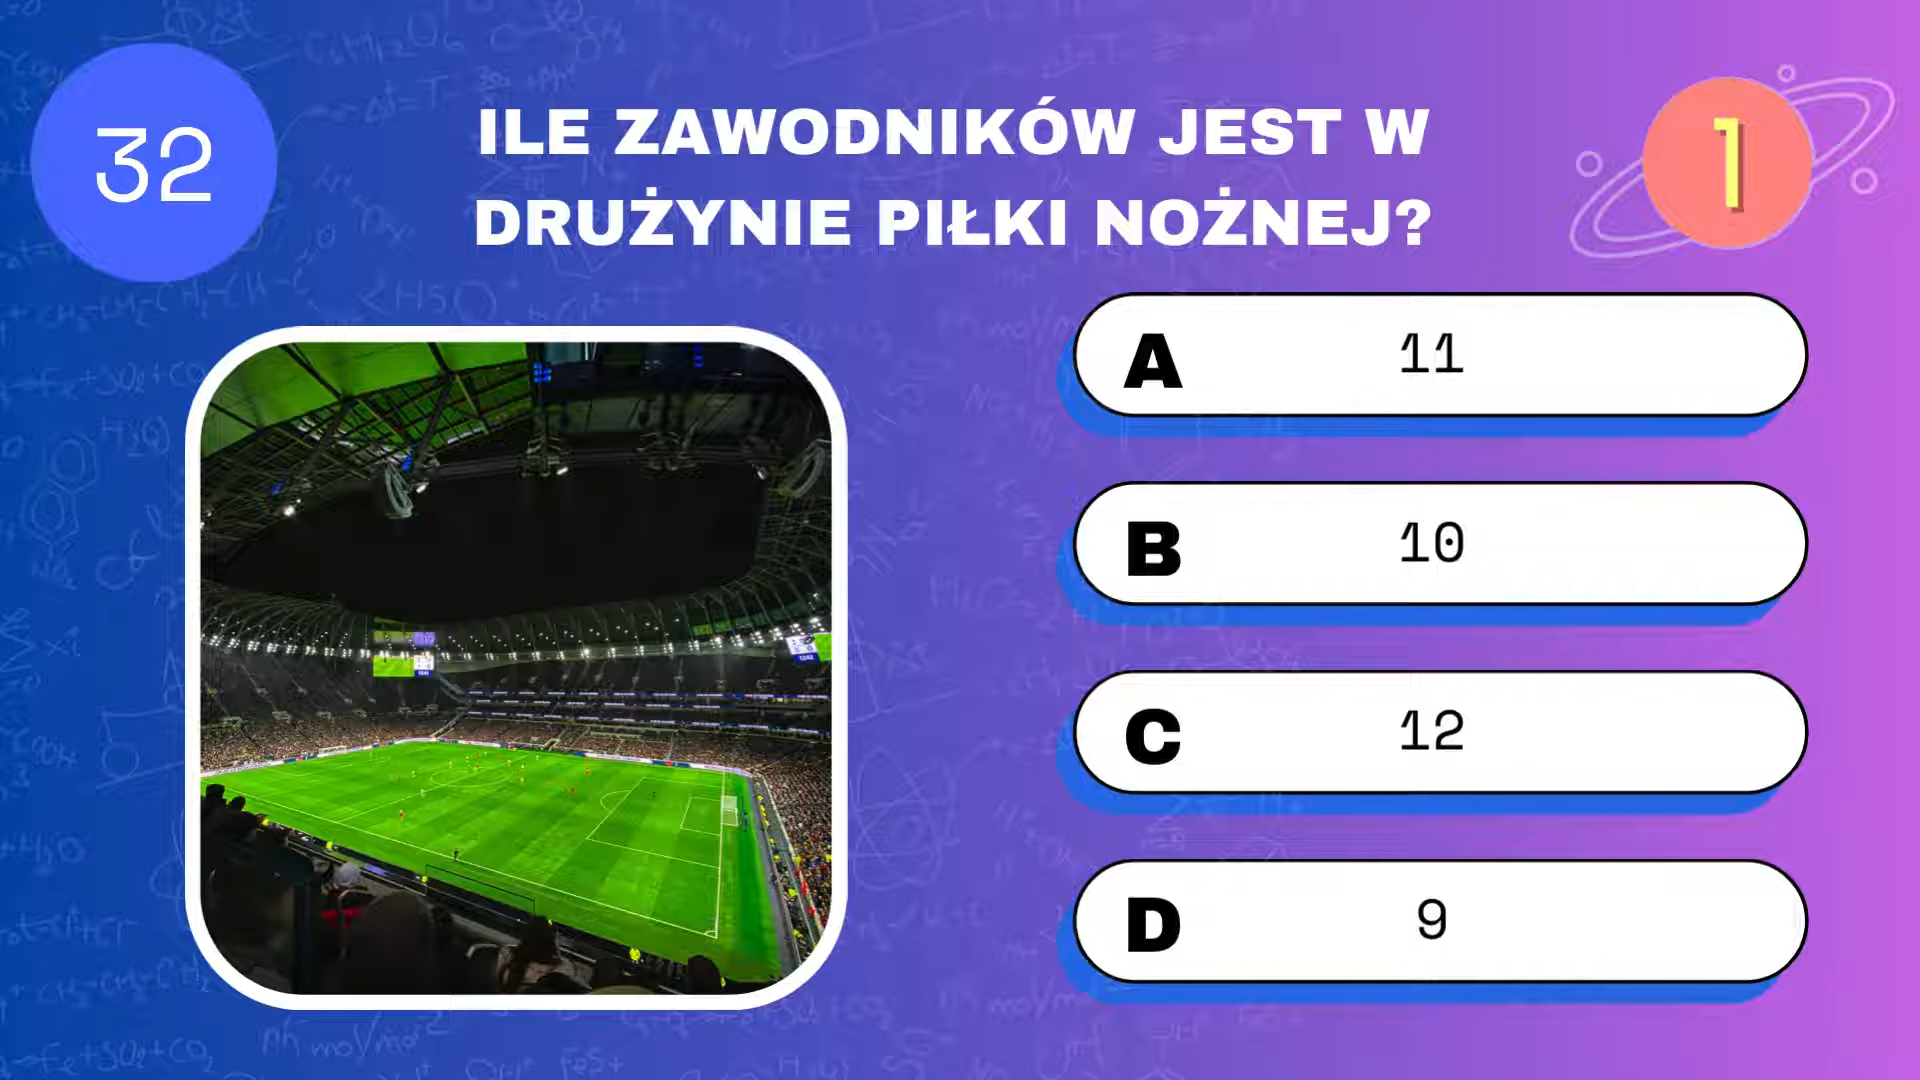 32
ILE ZAWODNIKÓW JEST W
DRUŻYNIE PIŁKI NOŻNEJ?
1
A 11
B 10
C 12
D 9